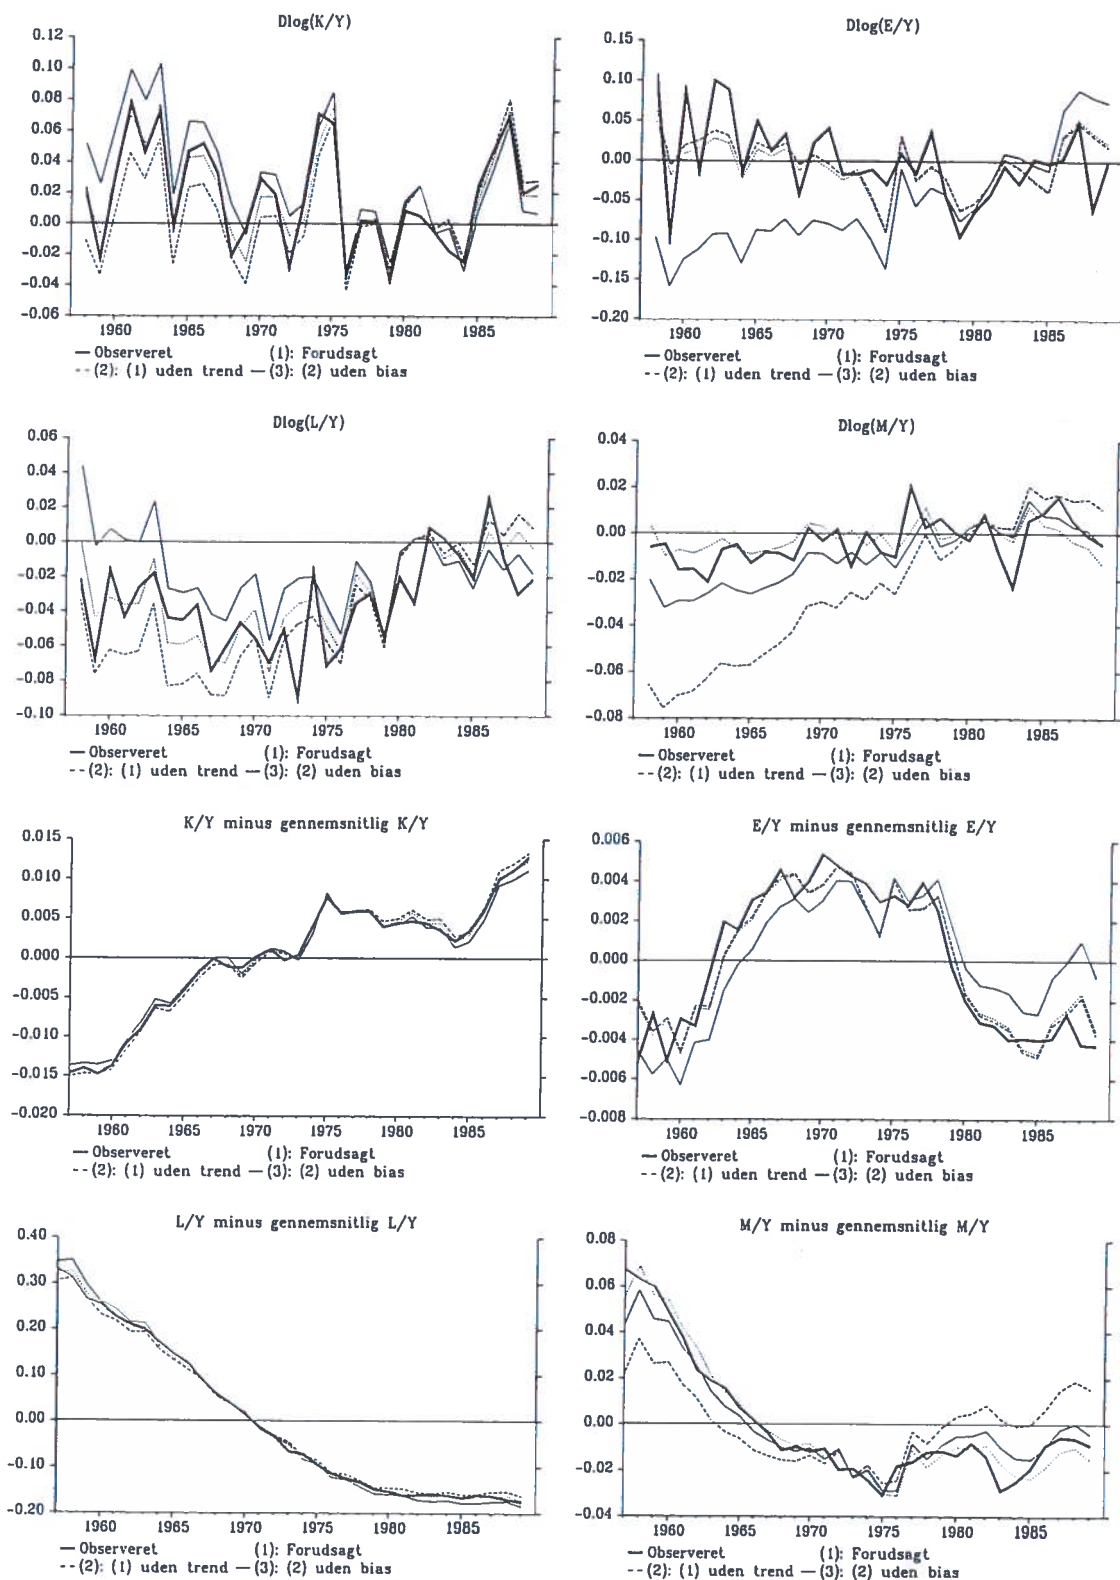 Dlog(K/Y)
0.12
0.10
0.08
0.06
0.04
0.02
0.00
-0.02
-0.04
-0.06
1960 1965 1970 1975 1980 1985
Observeret (1): Forudsagt
(2): (1) uden trend (3): (2) uden bias
Dlog(E/Y)
0.15
0.10
0.05
0.00
-0.05
-0.10
-0.15
-0.20
1960 1965 1970 1975 1980 1985
Observeret (1): Forudsagt
(2): (1) uden trend (3): (2) uden bias
Dlog(L/Y)
0.06
0.04
0.02
0.00
-0.02
-0.04
-0.06
-0.08
-0.10
1960 1965 1970 1975 1980 1985
Observeret (1): Forudsagt
(2): (1) uden trend (3): (2) uden bias
Dlog(M/Y)
0.04
0.02
0.00
-0.02
-0.04
-0.06
-0.08
1960 1965 1970 1975 1980 1985
Observeret (1): Forudsagt
(2): (1) uden trend (3): (2) uden bias
K/Y minus gennemsnitlig K/Y
0.015
0.010
0.005
0.000
-0.005
-0.010
-0.015
-0.020
1960 1965 1970 1975 1980 1985
Observeret (1): Forudsagt
(2): (1) uden trend (3): (2) uden bias
E/Y minus gennemsnitlig E/Y
0.006
0.004
0.002
0.000
-0.002
-0.004
-0.006
-0.008
1960 1965 1970 1975 1980 1985
Observeret (1): Forudsagt
(2): (1) uden trend (3): (2) uden bias
L/Y minus gennemsnitlig L/Y
0.40
0.30
0.20
0.10
0.00
-0.10
-0.20
1960 1965 1970 1975 1980 1985
Observeret (1): Forudsagt
(2): (1) uden trend (3): (2) uden bias
M/Y minus gennemsnitlig M/Y
0.08
0.06
0.04
0.02
0.00
-0.02
-0.04
1960 1965 1970 1975 1980 1985
Observeret (1): Forudsagt
(2): (1) uden trend (3): (2) uden bias